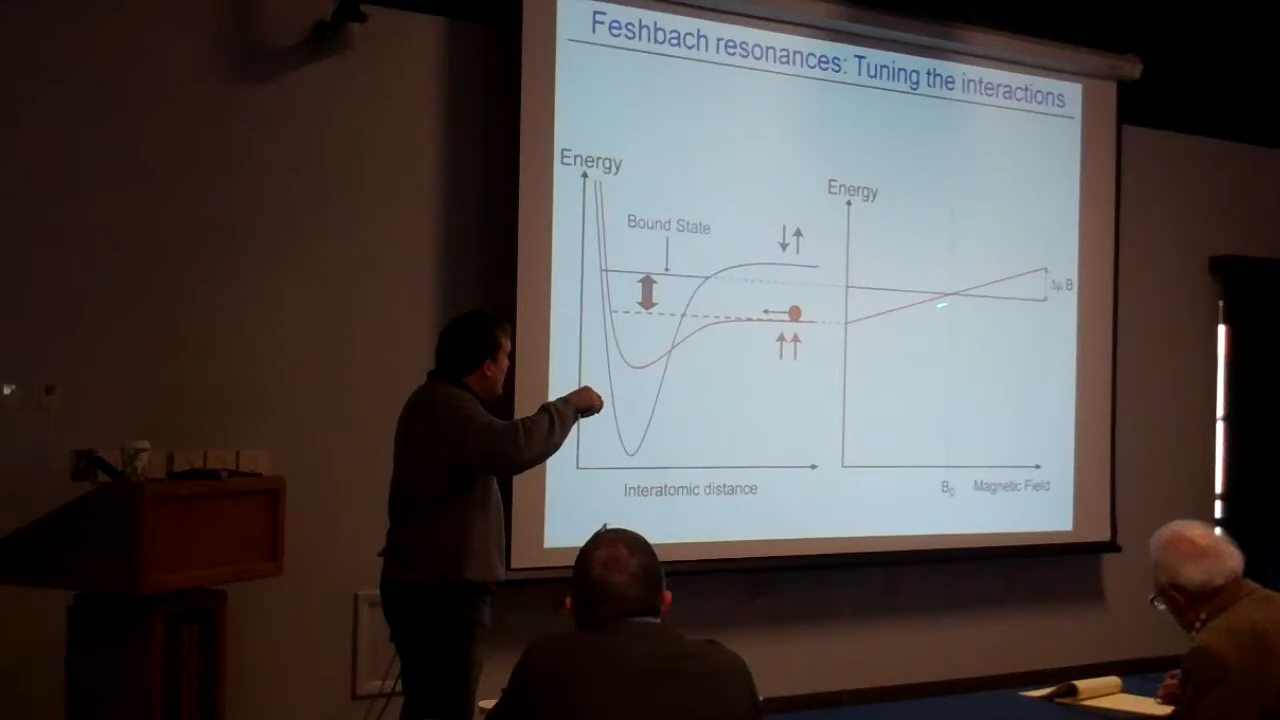 Feshbach resonances: Tuning the interactions
Energy
Energy
Bound State
Δμ B
Interatomic distance
B₀
Magnetic Field